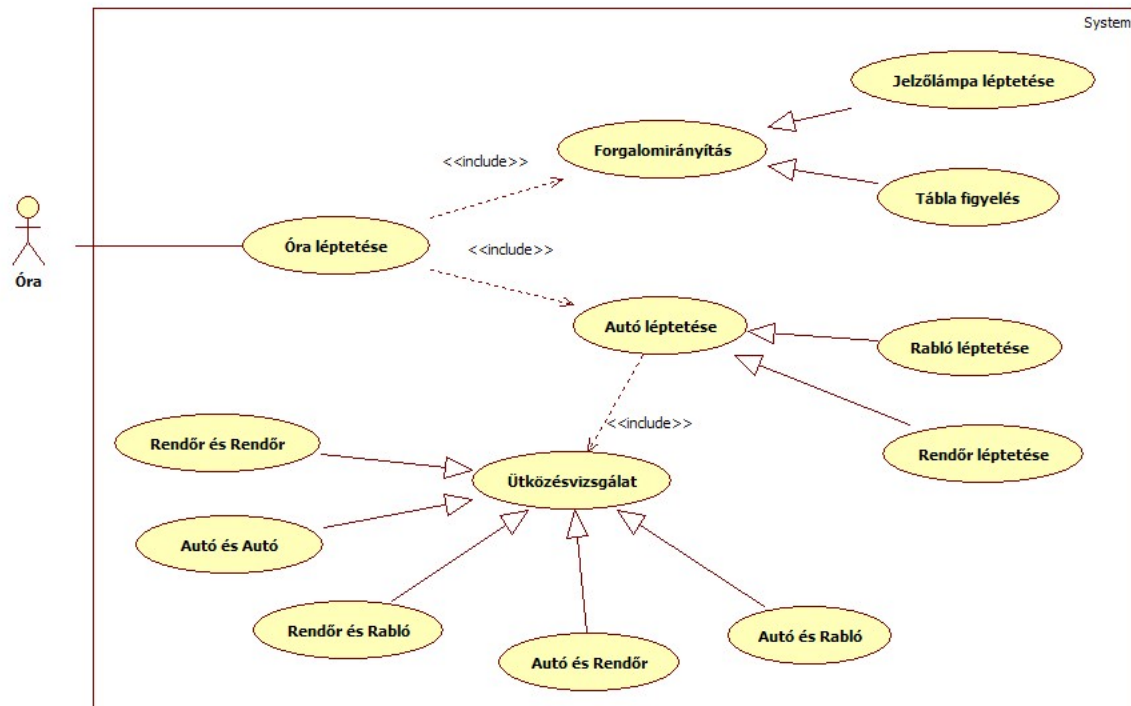 System
Jelzőlámpa léptetése
Forgalomirányítás
<<include>>
Tábla figyelés
Óra léptetése
<<include>>
Óra
Autó léptetése
Rabló léptetése
<<include>>
Rendőr és Rendőr
Rendőr léptetése
Ütközésvizsgálat
Autó és Autó
Rendőr és Rabló
Autó és Rabló
Autó és Rendőr